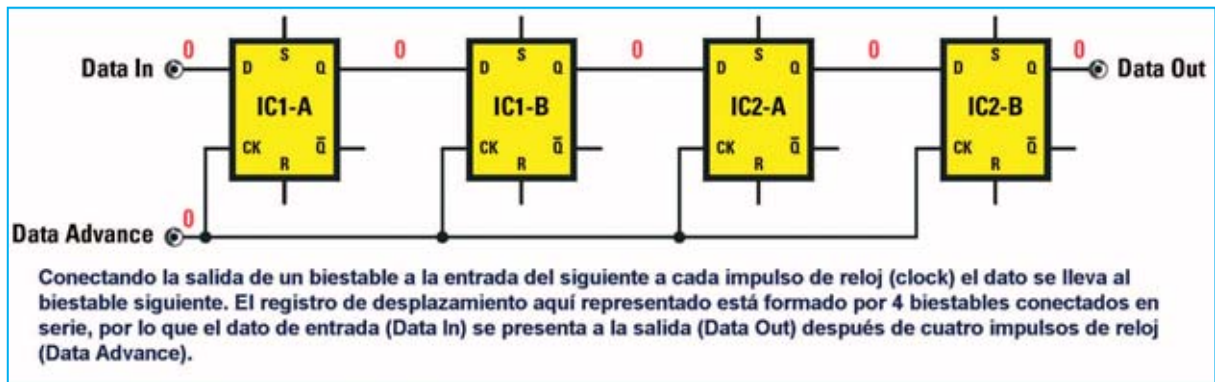 0 0 0 0 0
Data In D S Q D S Q D S Q D S Q Data Out
IC1-A IC1-B IC2-A IC2-B
CK R Q̅ CK R Q̅ CK R Q̅ CK R Q̅
0
Data Advance
Conectando la salida de un biestable a la entrada del siguiente a cada impulso de reloj (clock) el dato se lleva al
biestable siguiente. El registro de desplazamiento aquí representado está formado por 4 biestables conectados en
serie, por lo que el dato de entrada (Data In) se presenta a la salida (Data Out) después de cuatro impulsos de reloj
(Data Advance).